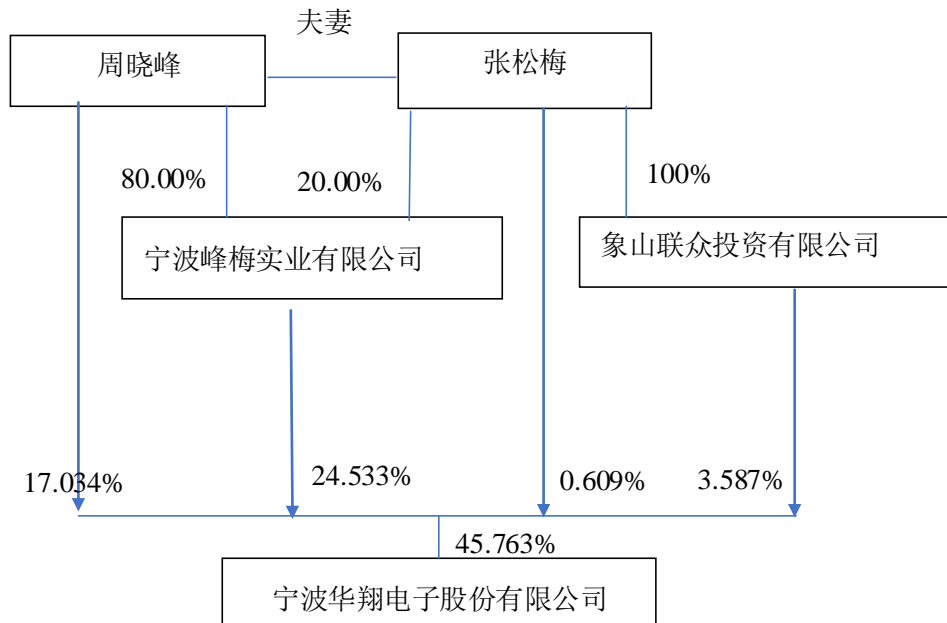 夫妻
周晓峰
张松梅
80.00%
20.00%
100%
宁波峰梅实业有限公司
象山联众投资有限公司
17.034%
24.533%
0.609%
3.587%
45.763%
宁波华翔电子股份有限公司